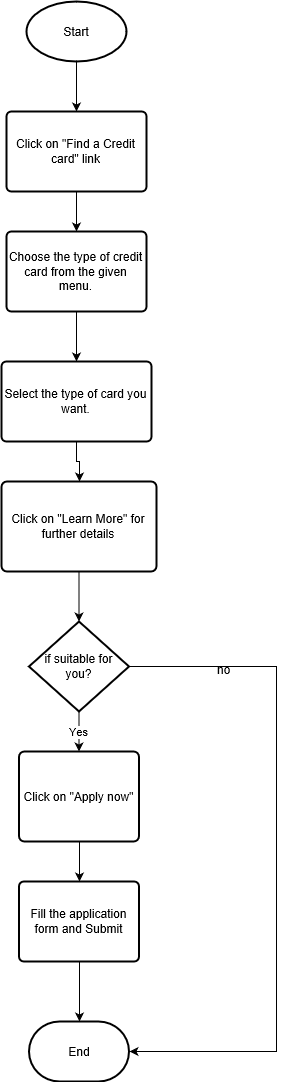 Start
Click on "Find a Credit
card" link
Choose the type of credit
card from the given
menu.
Select the type of card you
want.
Click on "Learn More" for
further details
if suitable for
you?
no
Yes
Click on "Apply now"
Fill the application
form and Submit
End